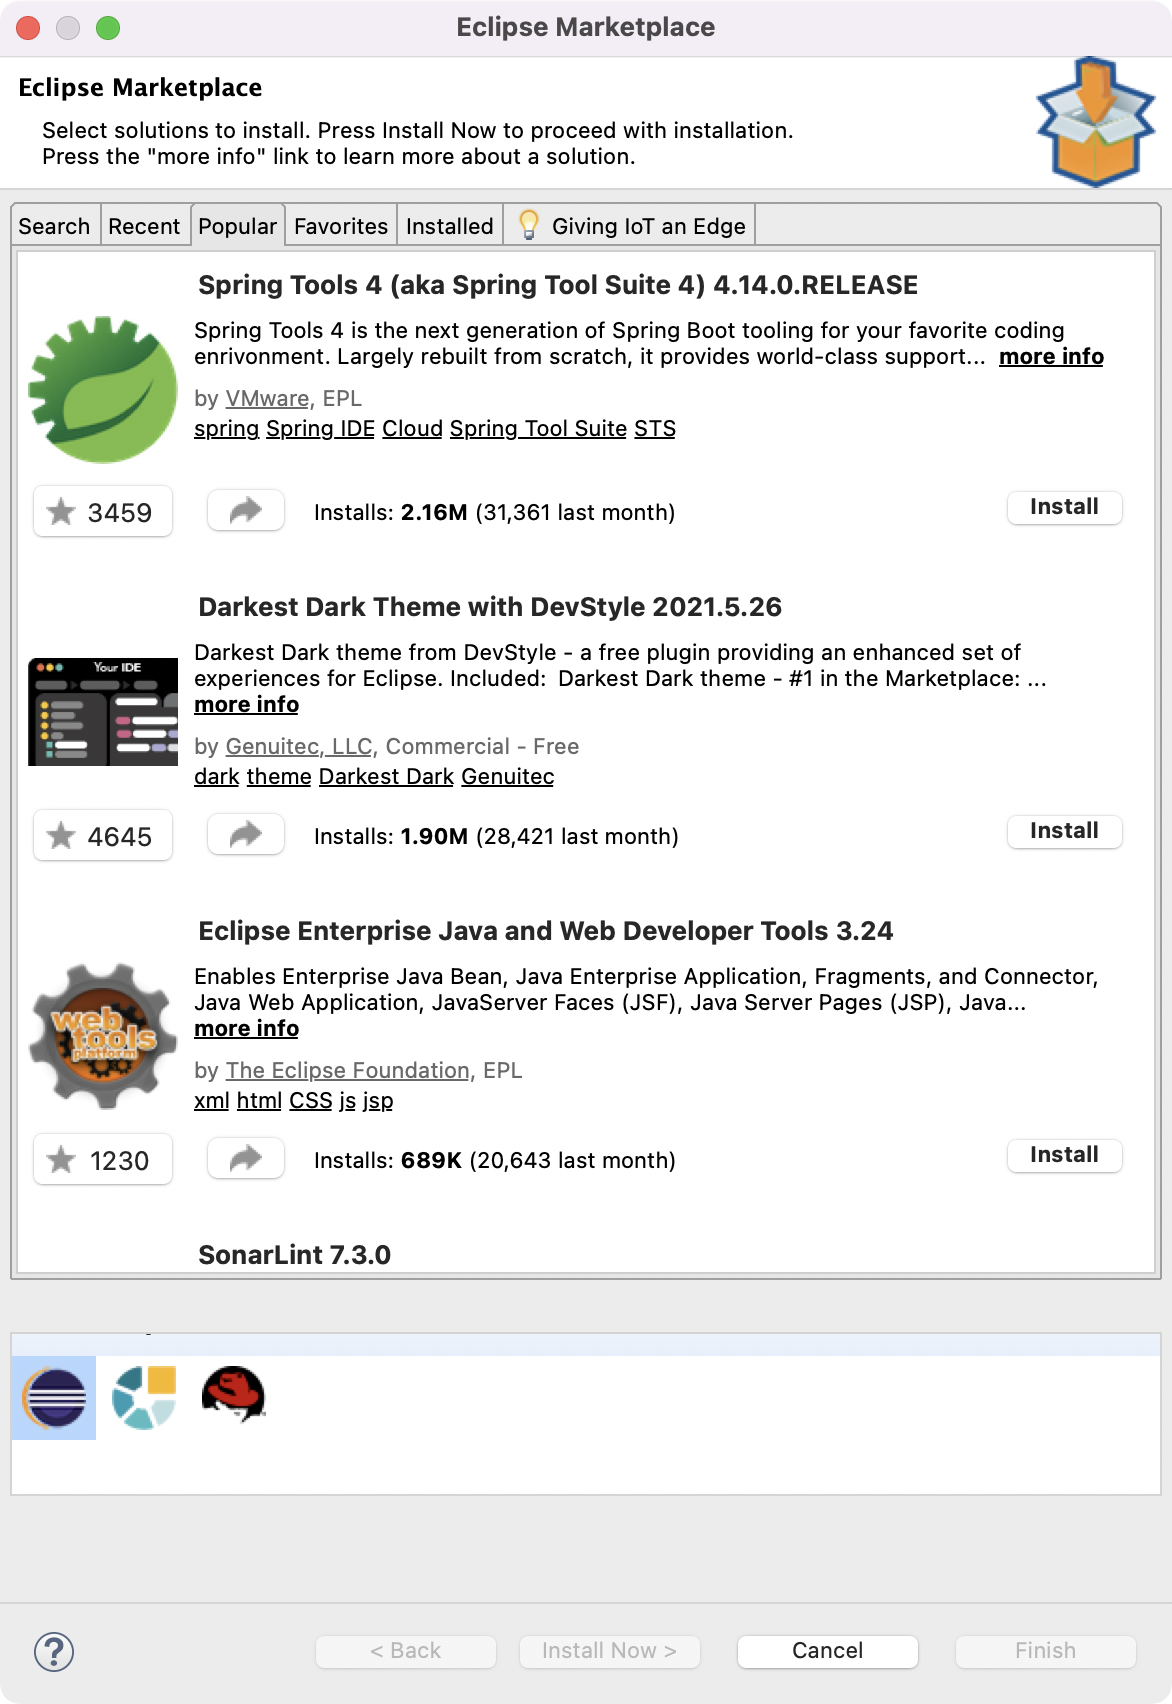 Eclipse Marketplace
Eclipse Marketplace
Select solutions to install. Press Install Now to proceed with installation.
Press the "more info" link to learn more about a solution.
Search Recent Popular Favorites Installed Giving IoT an Edge
Spring Tools 4 (aka Spring Tool Suite 4) 4.14.0.RELEASE
Spring Tools 4 is the next generation of Spring Boot tooling for your favorite coding
enrivonment. Largely rebuilt from scratch, it provides world-class support... more info
by VMware, EPL
spring Spring IDE Cloud Spring Tool Suite STS
3459 Installs: 2.16M (31,361 last month) Install
Darkest Dark Theme with DevStyle 2021.5.26
Your IDE
Darkest Dark theme from DevStyle - a free plugin providing an enhanced set of
experiences for Eclipse. Included: Darkest Dark theme - #1 in the Marketplace: ...
more info
by Genuitec, LLC, Commercial - Free
dark theme Darkest Dark Genuitec
4645 Installs: 1.90M (28,421 last month) Install
Eclipse Enterprise Java and Web Developer Tools 3.24
Enables Enterprise Java Bean, Java Enterprise Application, Fragments, and Connector,
Java Web Application, JavaServer Faces (JSF), Java Server Pages (JSP), Java...
more info
web
tools
platform
by The Eclipse Foundation, EPL
xml html CSS js jsp
1230 Installs: 689K (20,643 last month) Install
SonarLint 7.3.0
? < Back Install Now > Cancel Finish